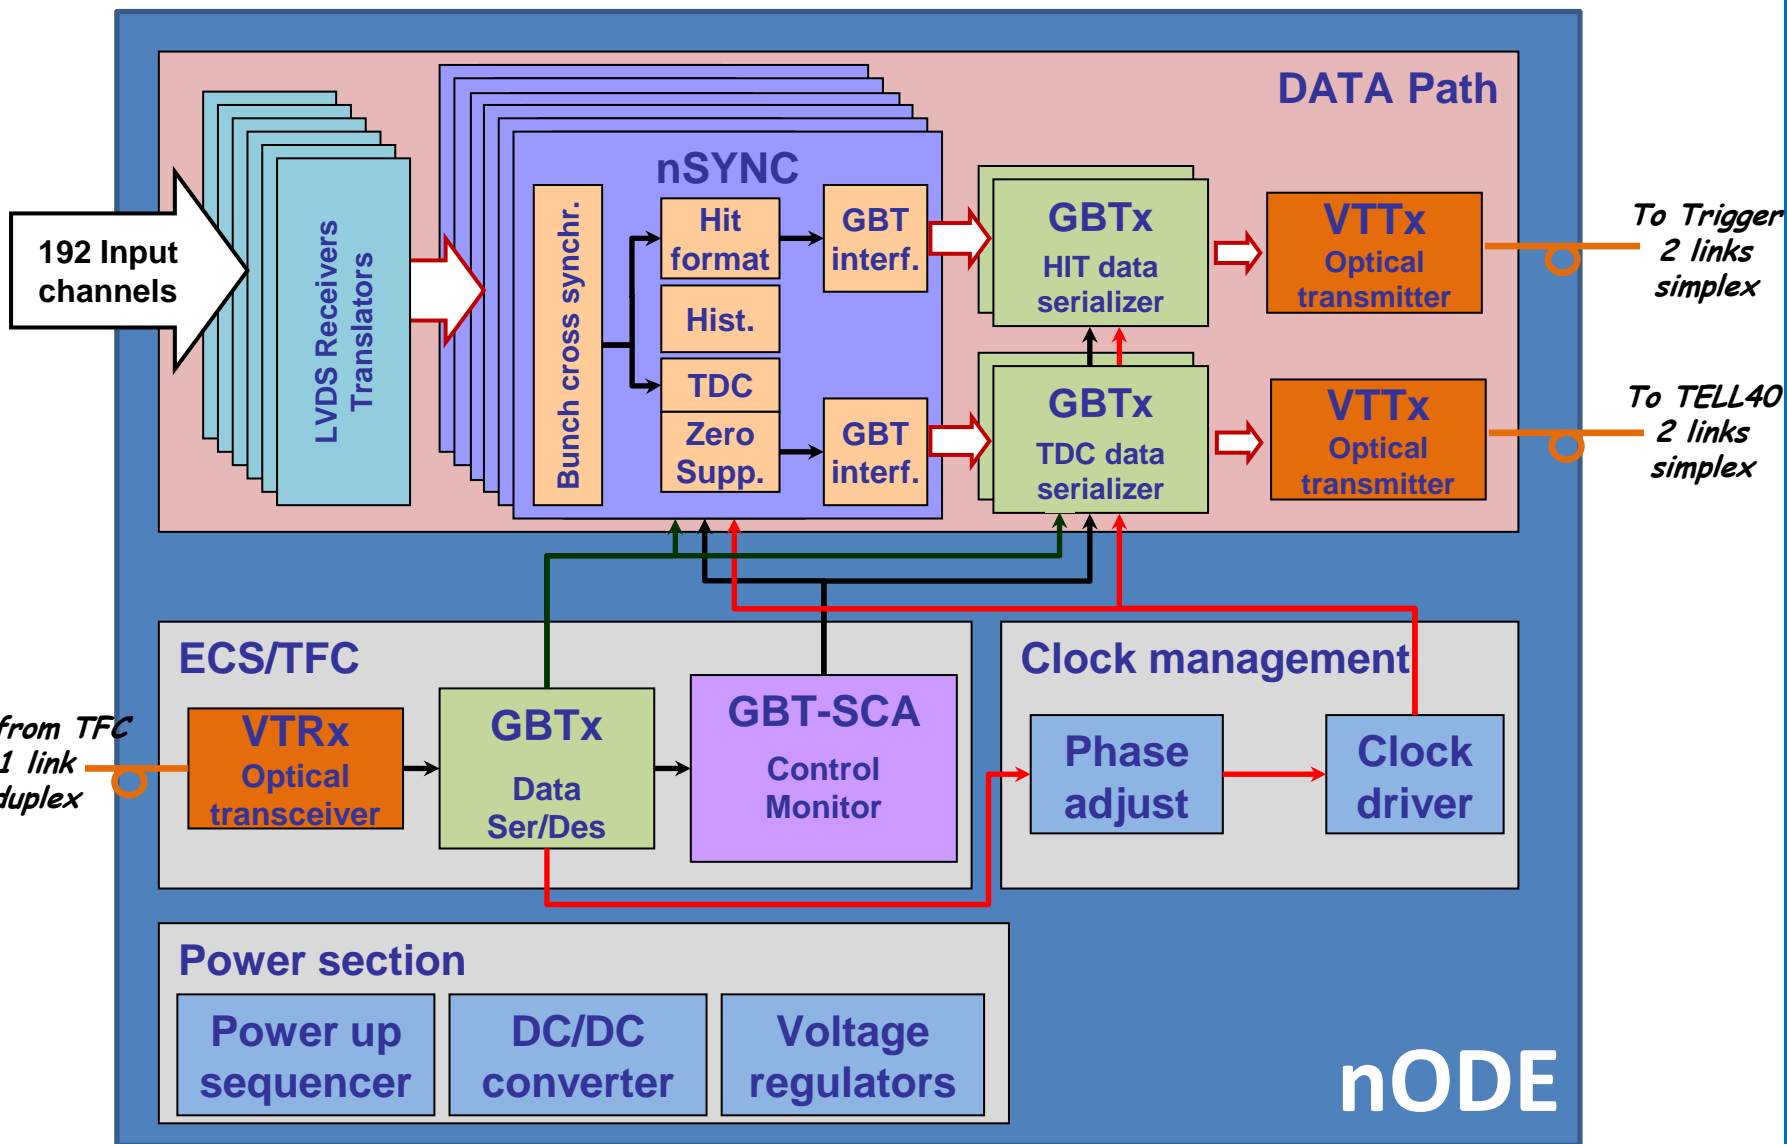 DATA Path
192 Input
channels
LVDS Receivers
Translators
nSYNC
Bunch cross synchr.
Hit
format
Hist.
TDC
Zero
Supp.
GBT
interf.
GBT
interf.
GBTx
HIT data
serializer
GBTx
TDC data
serializer
VTTx
Optical
transmitter
VTTx
Optical
transmitter
To Trigger
2 links
simplex
To TELL40
2 links
simplex
ECS/TFC
from TFC
1 link
duplex
VTRx
Optical
transceiver
GBTx
Data
Ser/Des
GBT-SCA
Control
Monitor
Clock management
Phase
adjust
Clock
driver
Power section
Power up
sequencer
DC/DC
converter
Voltage
regulators
nODE